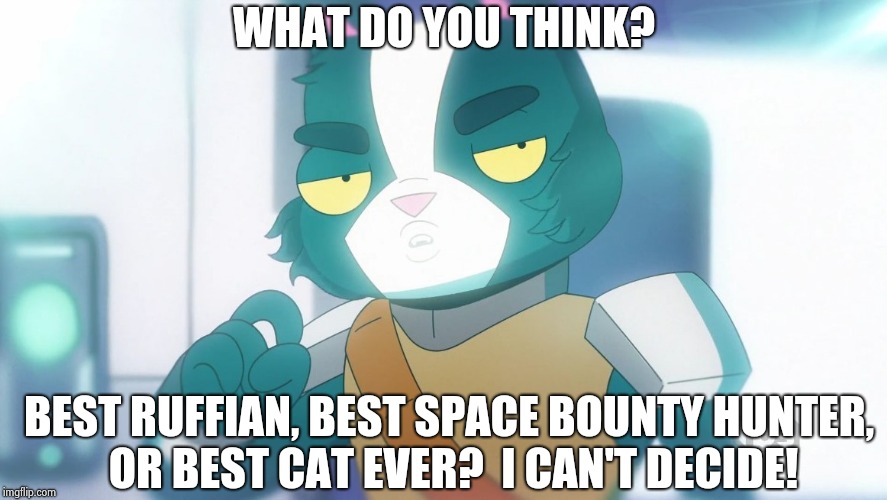 WHAT DO YOU THINK?
BEST RUFFIAN, BEST SPACE BOUNTY HUNTER,
OR BEST CAT EVER?  I CAN'T DECIDE!
imgflip.com